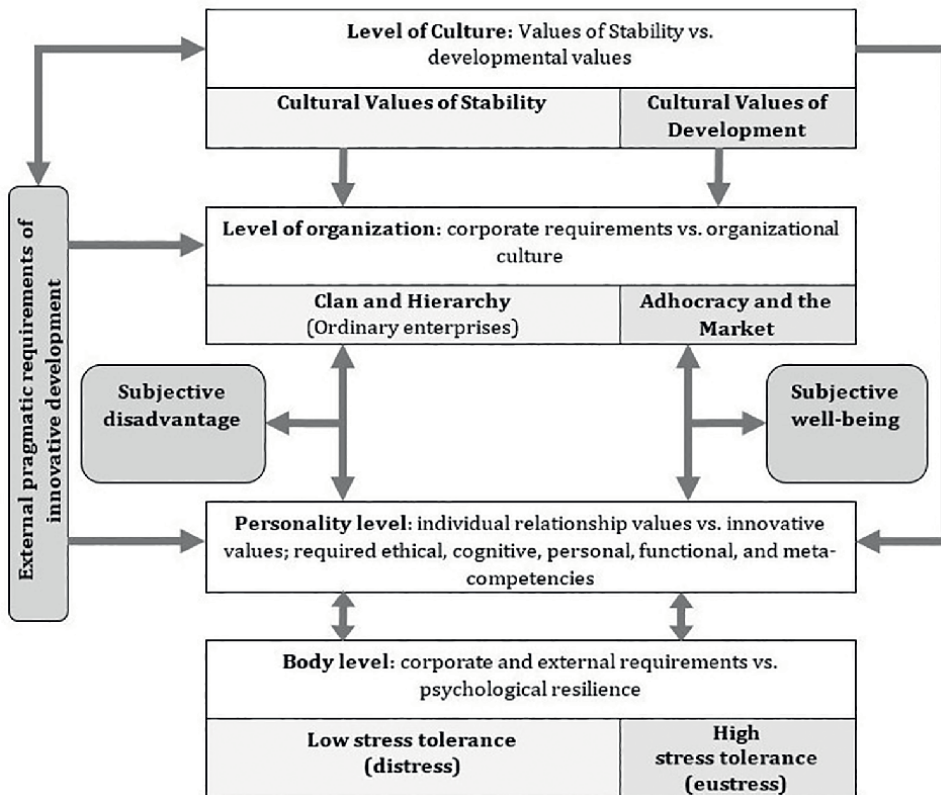 Level of Culture: Values of Stability vs.
developmental values
Cultural Values of Stability
Cultural Values of
Development
External pragmatic requirements of
innovative development
Level of organization: corporate requirements vs. organizational
culture
Clan and Hierarchy
(Ordinary enterprises)
Adhocracy and the
Market
Subjective
disadvantage
Subjective
well-being
Personality level: individual relationship values vs. innovative
values; required ethical, cognitive, personal, functional, and meta-
competencies
Body level: corporate and external requirements vs.
psychological resilience
Low stress tolerance
(distress)
High
stress tolerance
(eustress)